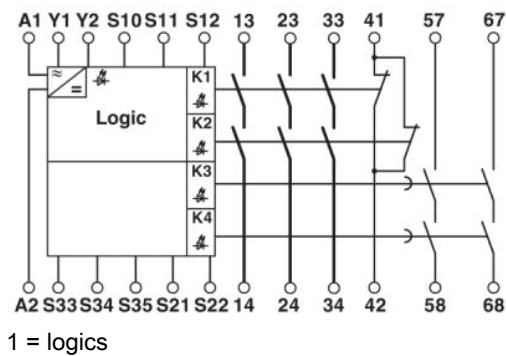 A1 Y1 Y2 S10 S11 S12 13 23 33 41 57 67
K1
Logic
K2
K3
K4
A2 S33 S34 S35 S21 S22 14 24 34 42 58 68
1 = logics